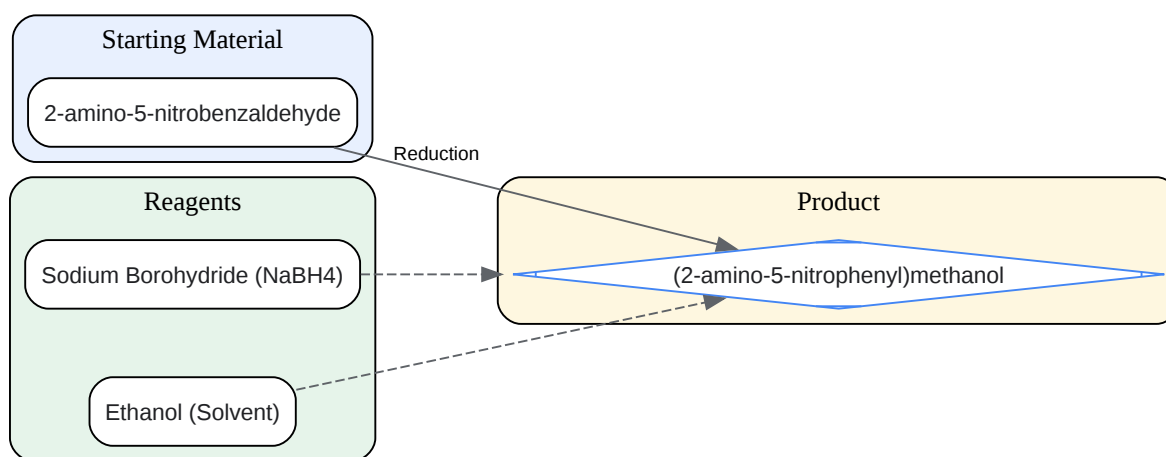 Starting Material
2-amino-5-nitrobenzaldehyde
Reduction
Reagents
Sodium Borohydride (NaBH4)
Ethanol (Solvent)
Product
(2-amino-5-nitrophenyl)methanol